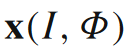 𝐱(𝐼, 𝛷)